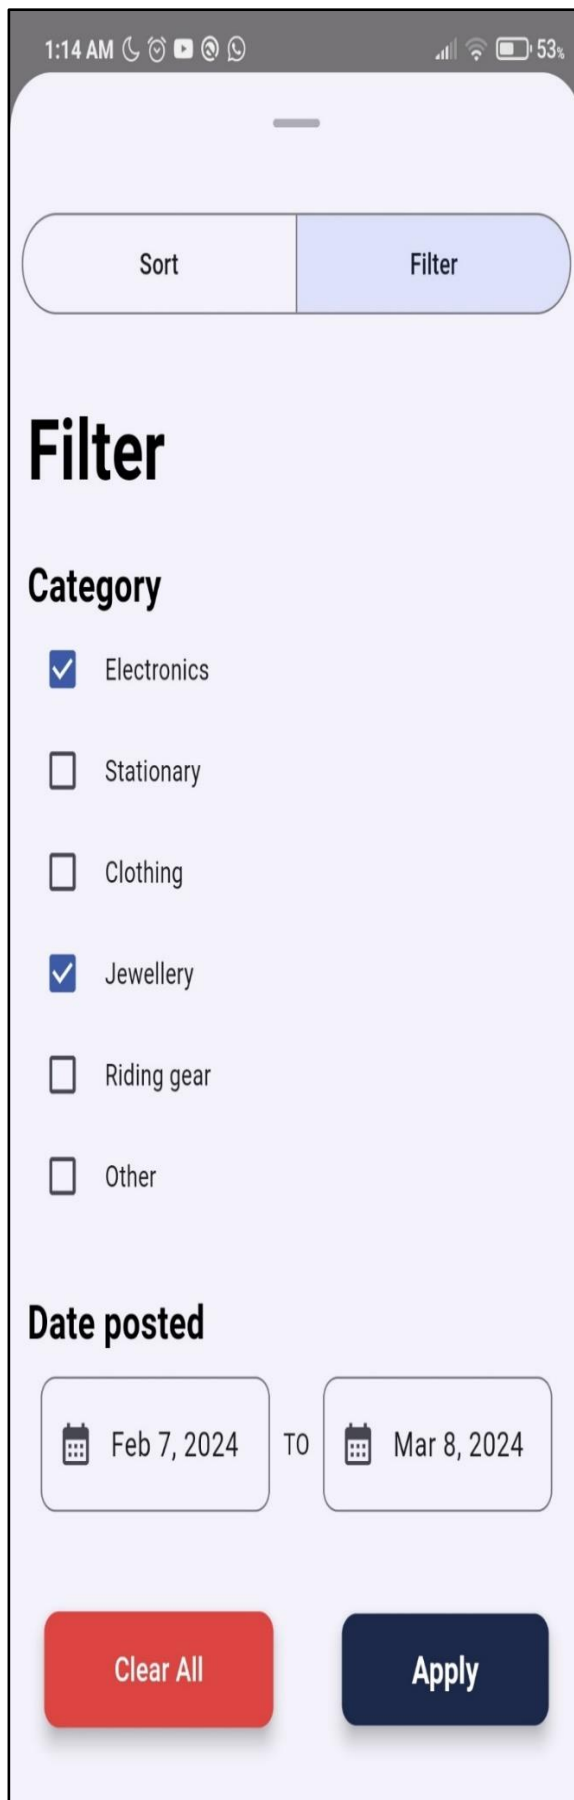 1:14 AM 53%
Sort Filter
Filter
Category
Electronics
Stationary
Clothing
Jewellery
Riding gear
Other
Date posted
Feb 7, 2024 TO Mar 8, 2024
Clear All Apply